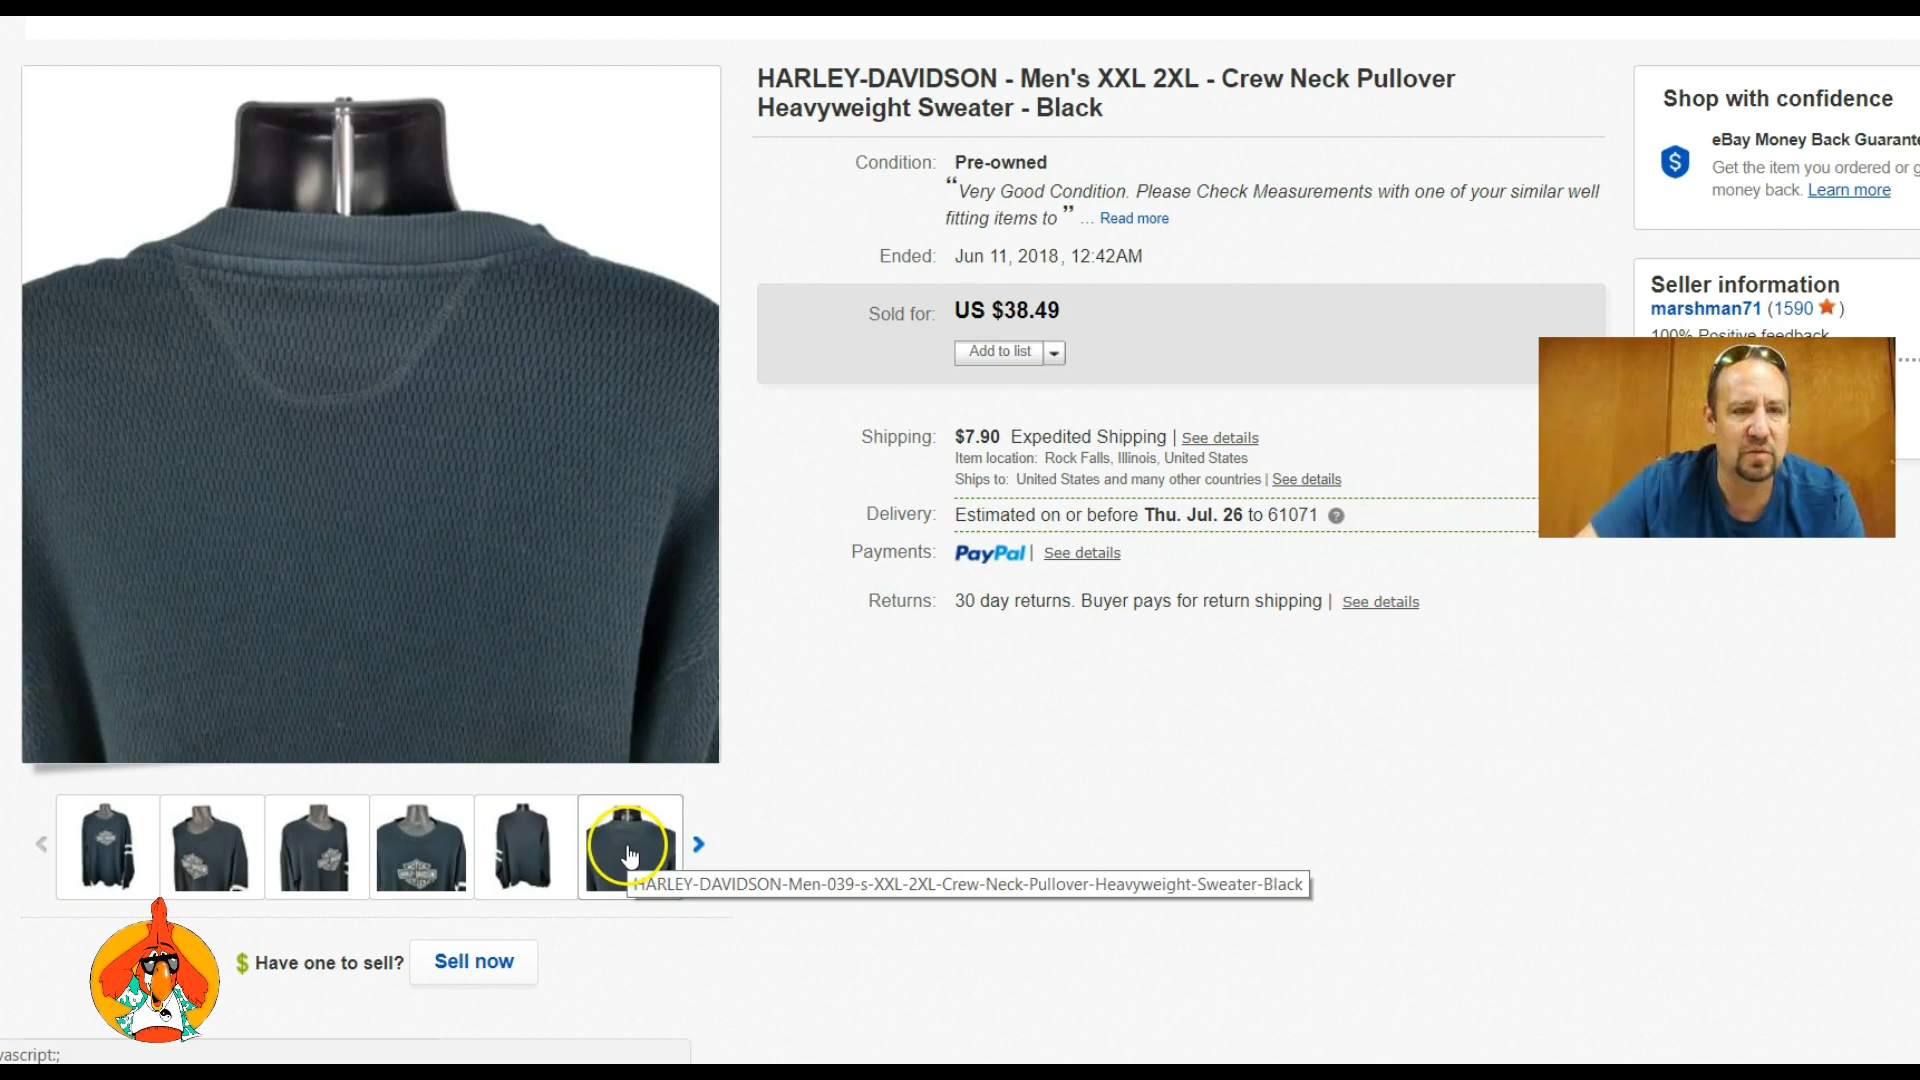 HARLEY-DAVIDSON - Men's XXL 2XL - Crew Neck Pullover
Heavyweight Sweater - Black
Condition: Pre-owned
“Very Good Condition. Please Check Measurements with one of your similar well
fitting items to ” ... Read more
Ended: Jun 11, 2018, 12:42AM
Sold for: US $38.49
Add to list
Shipping: $7.90 Expedited Shipping | See details
Item location: Rock Falls, Illinois, United States
Ships to: United States and many other countries | See details
Delivery: Estimated on or before Thu. Jul. 26 to 61071 ?
Payments: PayPal | See details
Returns: 30 day returns. Buyer pays for return shipping | See details
Shop with confidence
eBay Money Back Guarante
Get the item you ordered or g
money back. Learn more
Seller information
marshman71 (1590 )
100% Positive feedback
HARLEY-DAVIDSON-Men-039-s-XXL-2XL-Crew-Neck-Pullover-Heavyweight-Sweater-Black
$ Have one to sell? Sell now
vascript:;